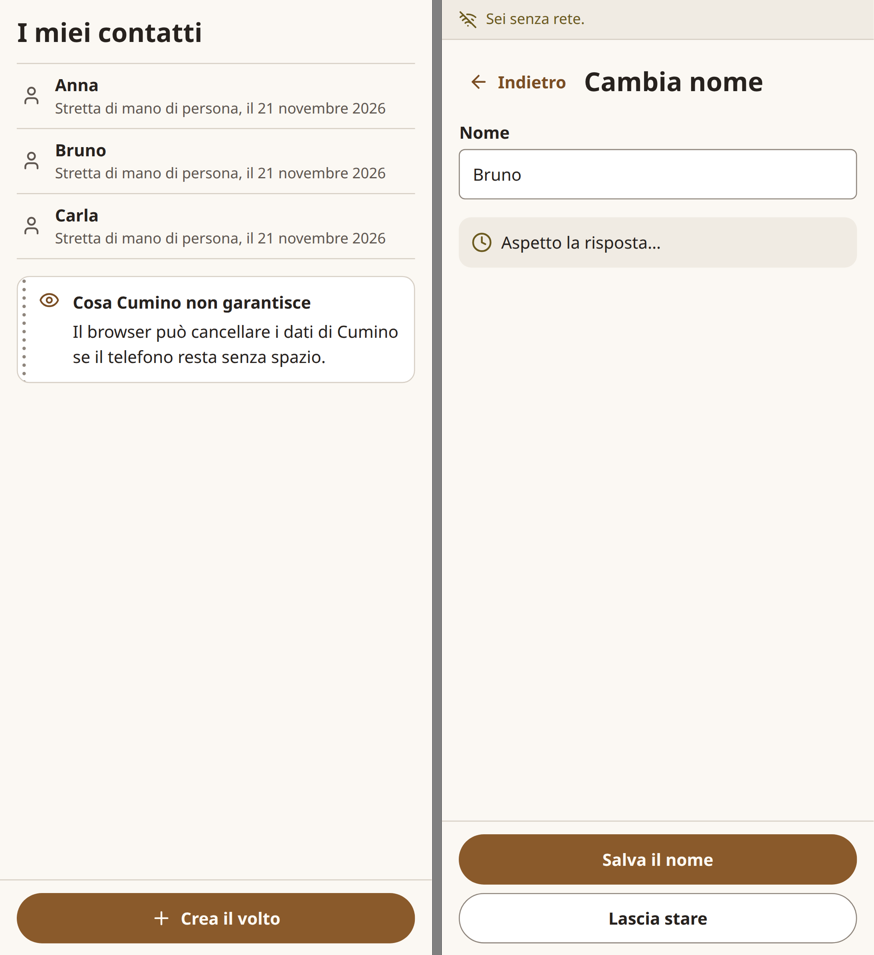 I miei contatti
Anna
Stretta di mano di persona, il 21 novembre 2026
Bruno
Stretta di mano di persona, il 21 novembre 2026
Carla
Stretta di mano di persona, il 21 novembre 2026
Cosa Cumino non garantisce
Il browser può cancellare i dati di Cumino
se il telefono resta senza spazio.
Crea il volto
Sei senza rete.
Indietro Cambia nome
Nome
Bruno
Aspetto la risposta...
Salva il nome
Lascia stare